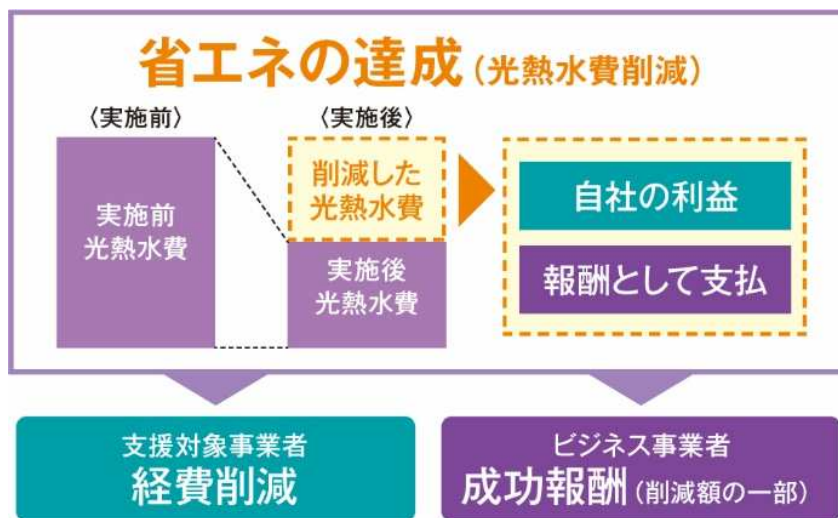 省エネの達成(光熱水費削減)
〈実施前〉
〈実施後〉
実施前
光熱水費
削減した
光熱水費
実施後
光熱水費
自社の利益
報酬として支払
支援対象事業者
経費削減
ビジネス事業者
成功報酬(削減額の一部)